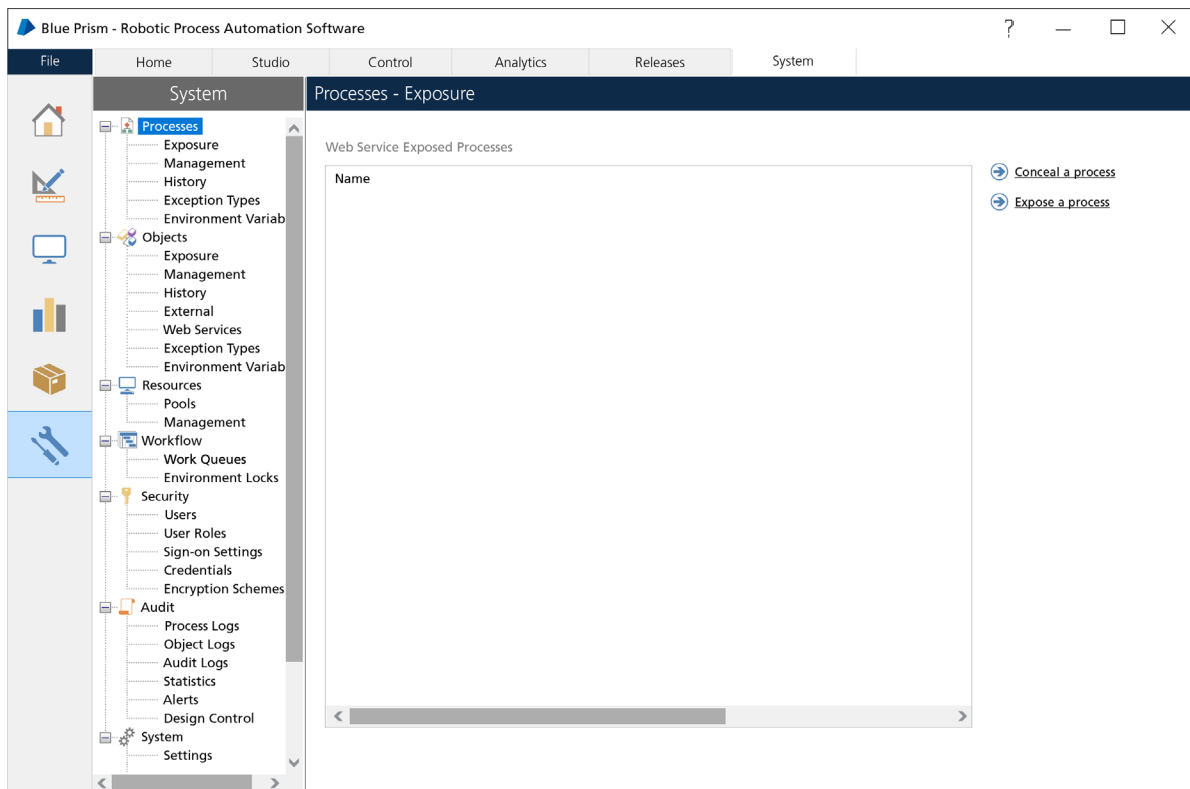 Blue Prism - Robotic Process Automation Software
?
File Home Studio Control Analytics Releases System
System
Processes - Exposure
Processes
Exposure
Management
History
Exception Types
Environment Variab
Objects
Exposure
Management
History
External
Web Services
Exception Types
Environment Variab
Resources
Pools
Management
Workflow
Work Queues
Environment Locks
Security
Users
User Roles
Sign-on Settings
Credentials
Encryption Schemes
Audit
Process Logs
Object Logs
Audit Logs
Statistics
Alerts
Design Control
System
Settings
Web Service Exposed Processes
Name
Conceal a process
Expose a process